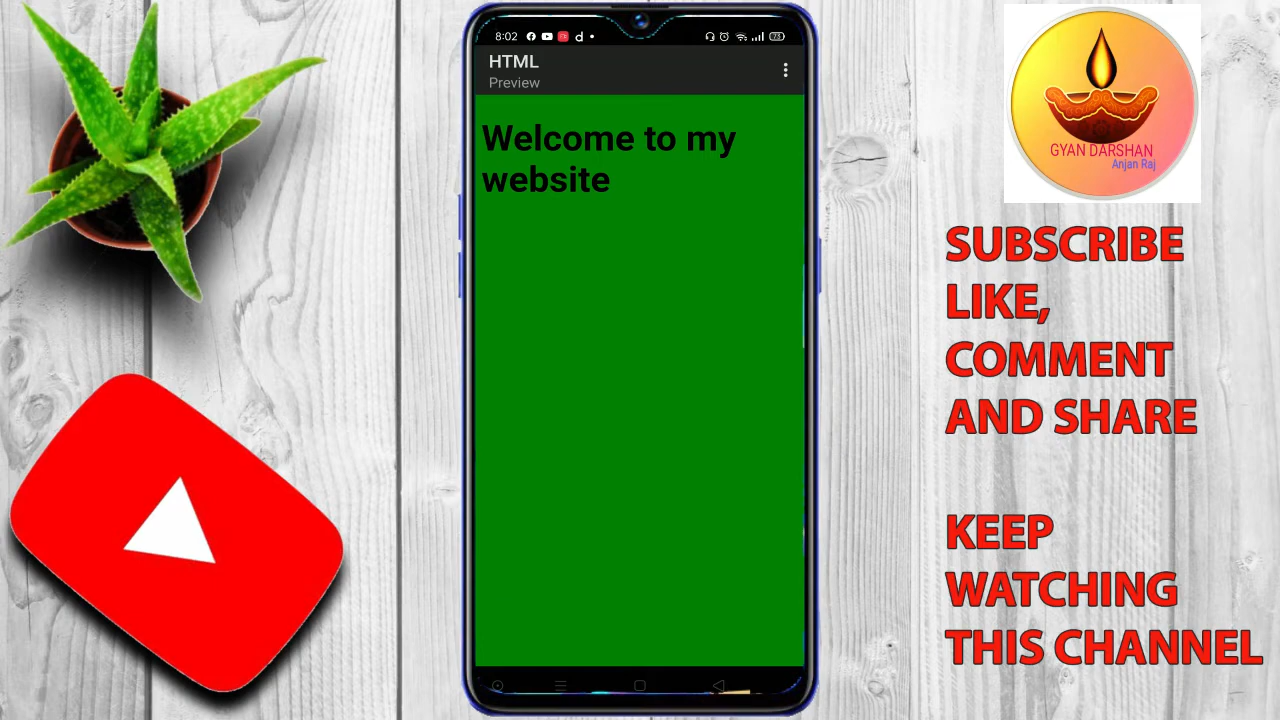 8:02
73
HTML
Preview
Welcome to my
website
GYAN DARSHAN
Anjan Raj
SUBSCRIBE
LIKE,
COMMENT
AND SHARE
KEEP
WATCHING
THIS CHANNEL